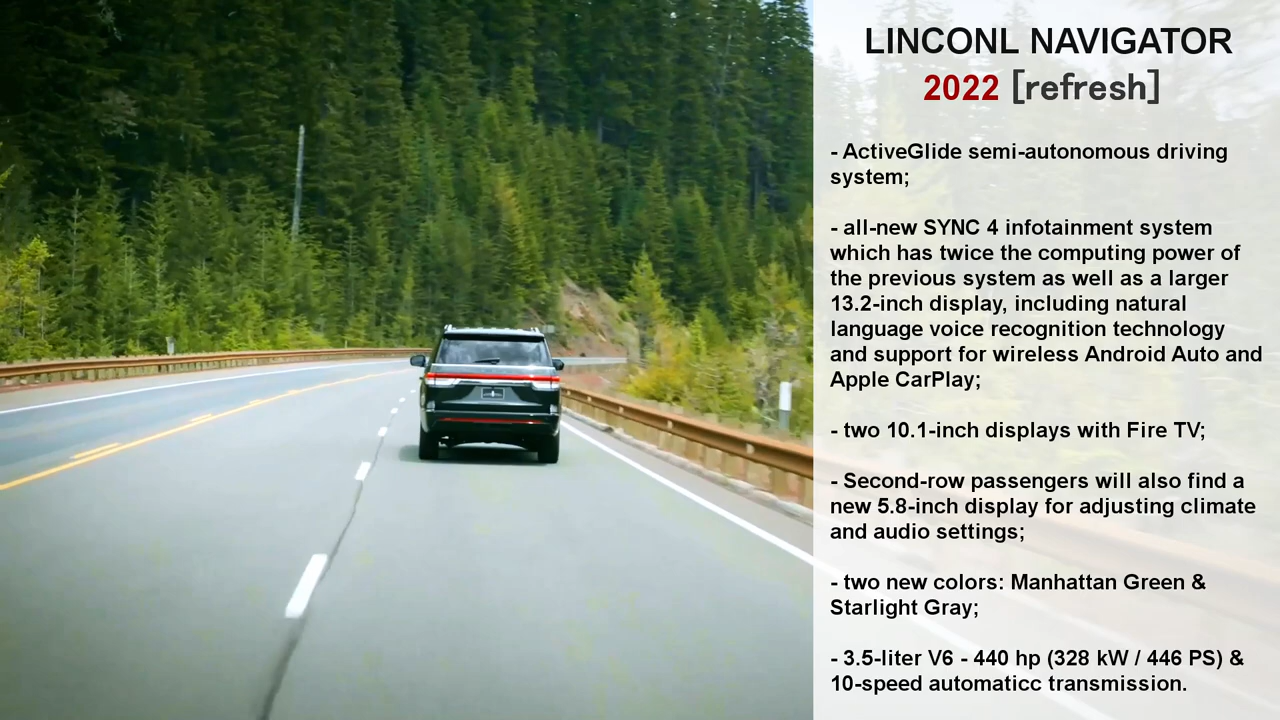 LINCONL NAVIGATOR
2022 [refresh]
- ActiveGlide semi-autonomous driving
system;
- all-new SYNC 4 infotainment system
which has twice the computing power of
the previous system as well as a larger
13.2-inch display, including natural
language voice recognition technology
and support for wireless Android Auto and
Apple CarPlay;
- two 10.1-inch displays with Fire TV;
- Second-row passengers will also find a
new 5.8-inch display for adjusting climate
and audio settings;
- two new colors: Manhattan Green &
Starlight Gray;
- 3.5-liter V6 - 440 hp (328 kW / 446 PS) &
10-speed automaticc transmission.